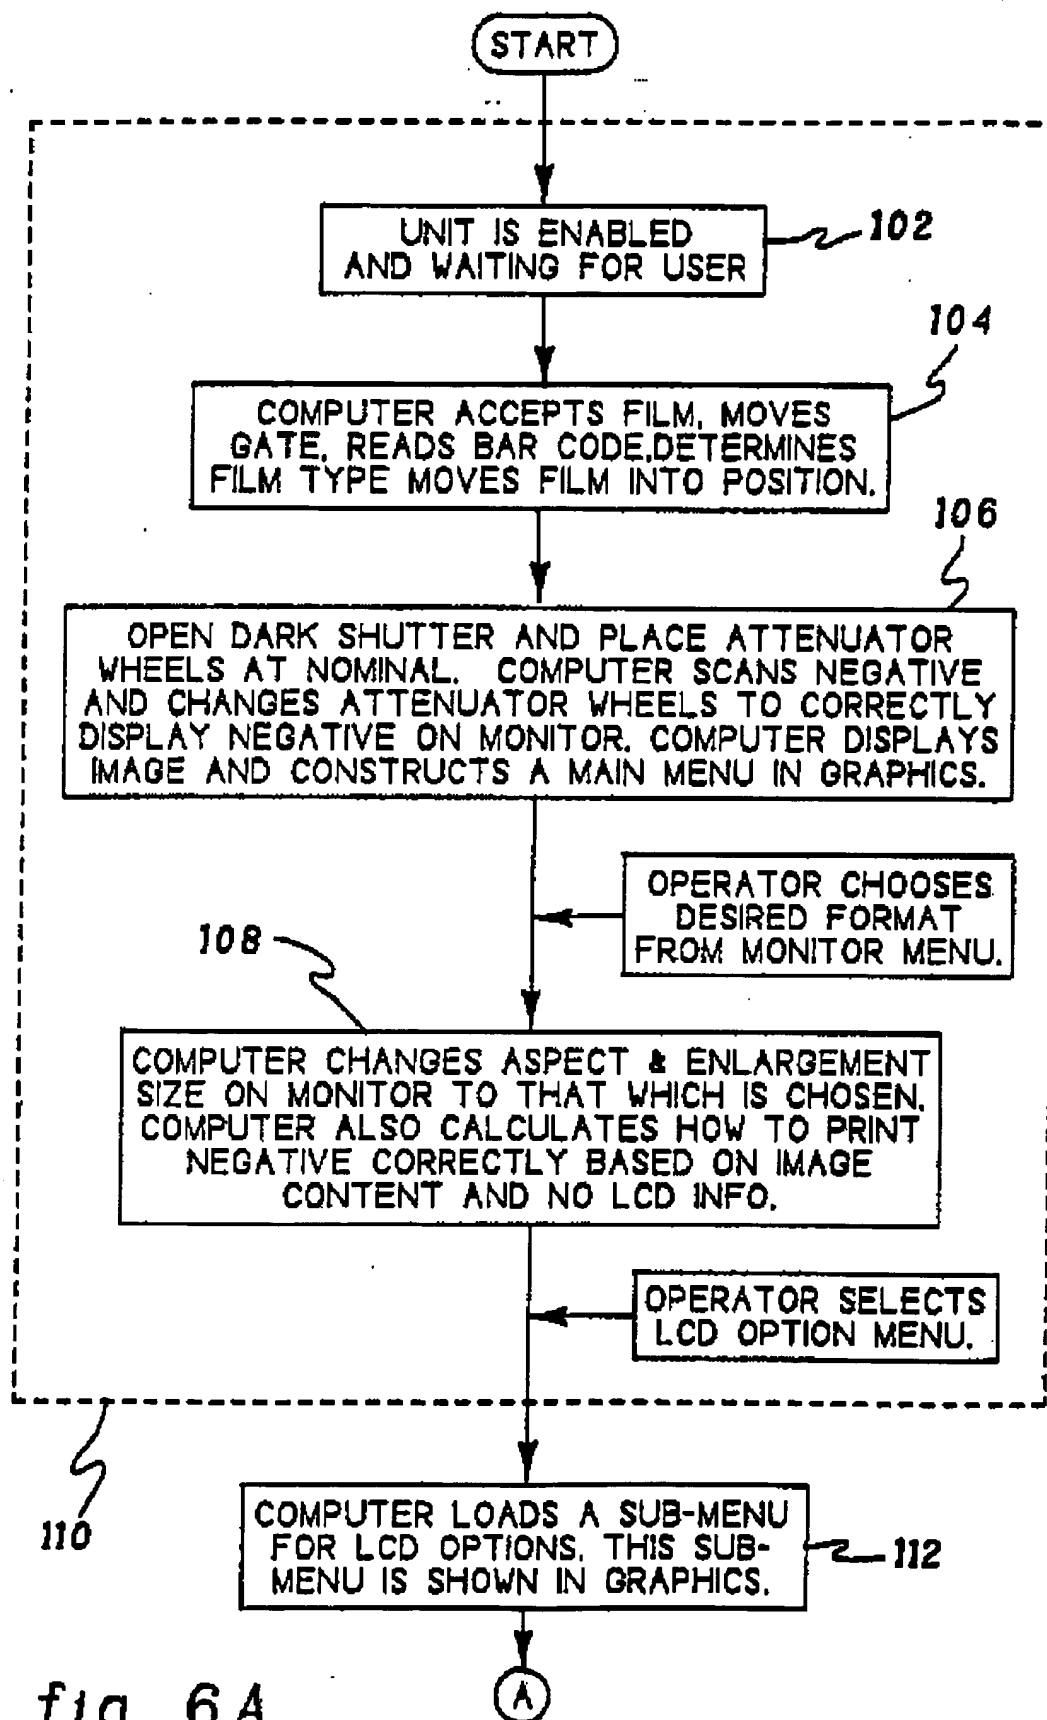 START
UNIT IS ENABLED
AND WAITING FOR USER
102
104
COMPUTER ACCEPTS FILM, MOVES
GATE, READS BAR CODE,DETERMINES
FILM TYPE MOVES FILM INTO POSITION.
106
OPEN DARK SHUTTER AND PLACE ATTENUATOR
WHEELS AT NOMINAL. COMPUTER SCANS NEGATIVE
AND CHANGES ATTENUATOR WHEELS TO CORRECTLY
DISPLAY NEGATIVE ON MONITOR. COMPUTER DISPLAYS
IMAGE AND CONSTRUCTS A MAIN MENU IN GRAPHICS.
OPERATOR CHOOSES
DESIRED FORMAT
FROM MONITOR MENU.
108
COMPUTER CHANGES ASPECT & ENLARGEMENT
SIZE ON MONITOR TO THAT WHICH IS CHOSEN.
COMPUTER ALSO CALCULATES HOW TO PRINT
NEGATIVE CORRECTLY BASED ON IMAGE
CONTENT AND NO LCD INFO.
OPERATOR SELECTS
LCD OPTION MENU.
110
COMPUTER LOADS A SUB-MENU
FOR LCD OPTIONS. THIS SUB-
MENU IS SHOWN IN GRAPHICS.
112
A
fig. 6A